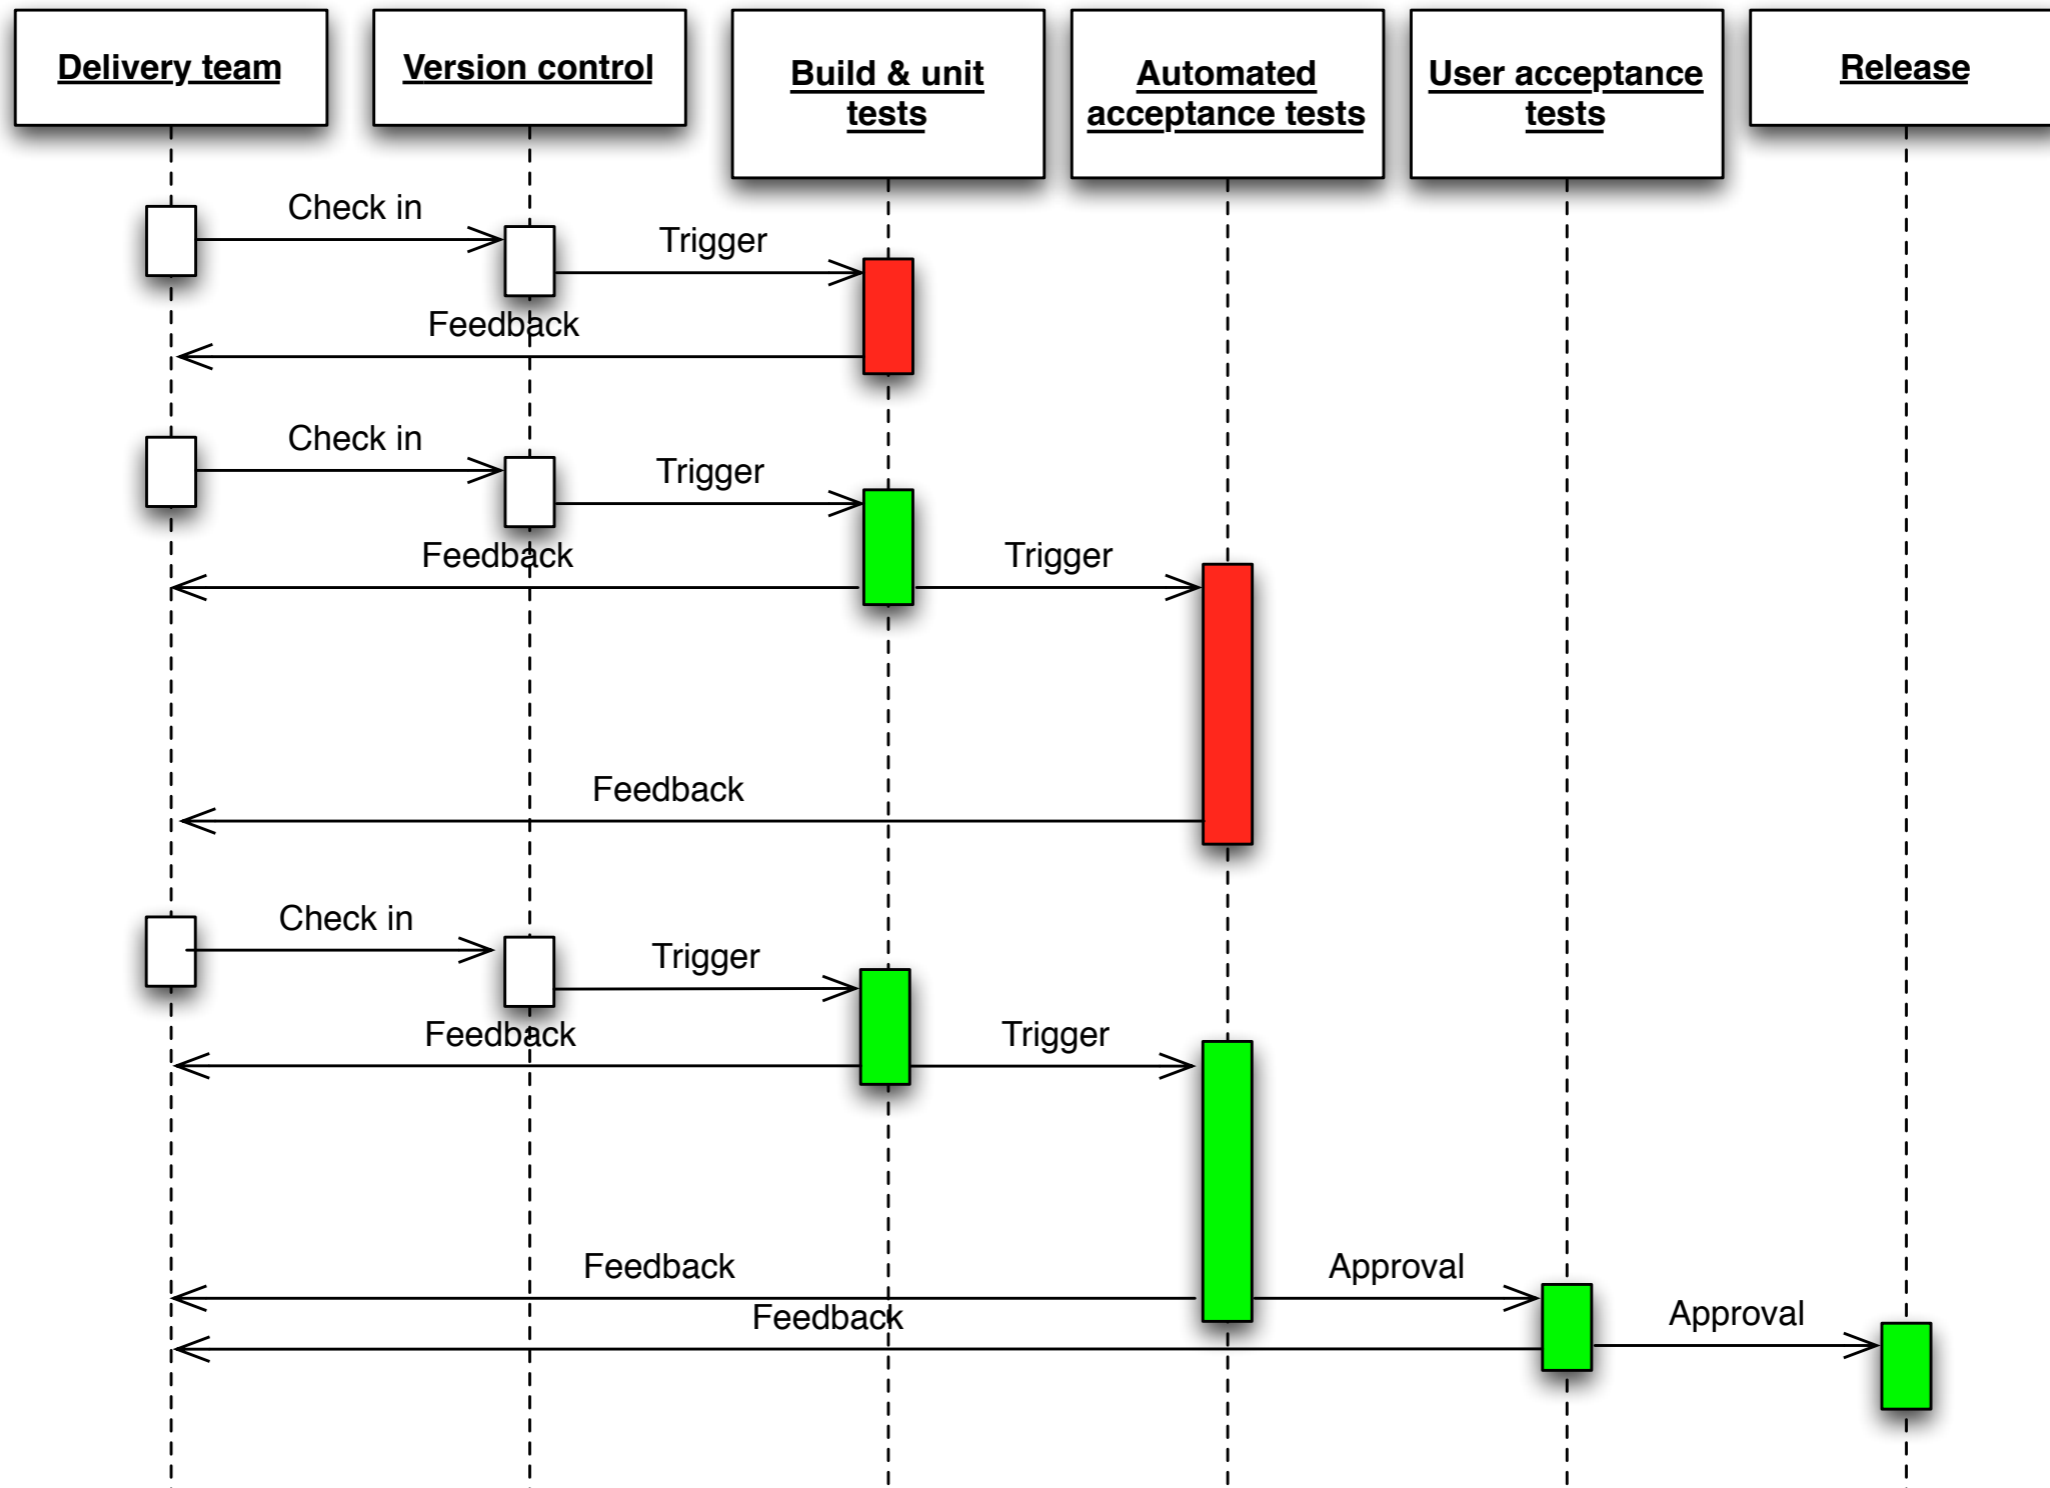 Delivery team
Version control
Build & unit
tests
Automated
acceptance tests
User acceptance
tests
Release
Check in
Trigger
Feedback
Check in
Trigger
Feedback
Trigger
Feedback
Check in
Trigger
Feedback
Trigger
Feedback
Approval
Feedback
Approval